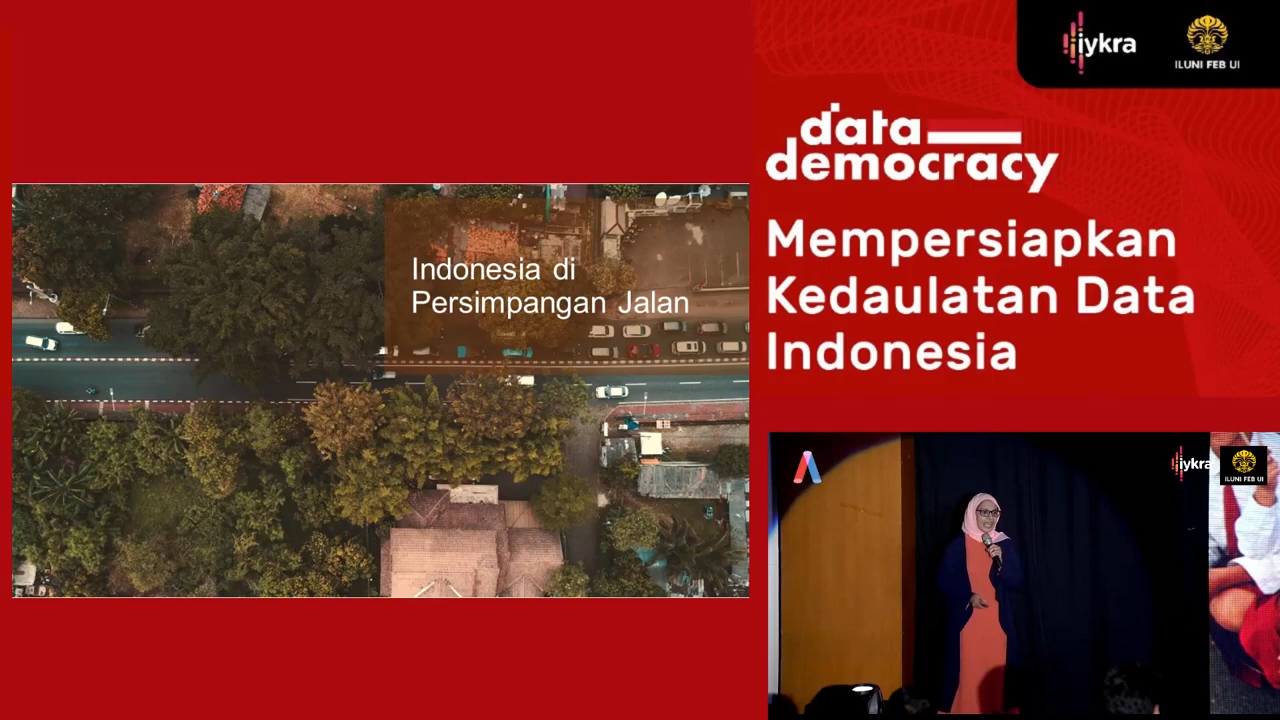 Indonesia di
Persimpangan Jalan
iykra
ILUNI FEB UI
data
democracy
Mempersiapkan
Kedaulatan Data
Indonesia
iykra
ILUNI FEB UI